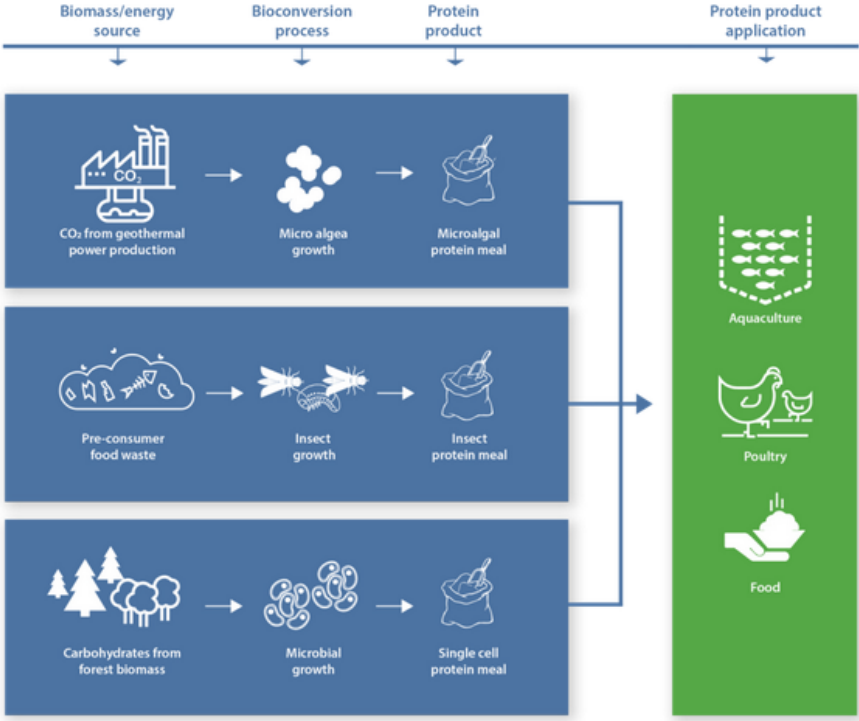 Biomass/energy
source
Bioconversion
process
Protein
product
Protein product
application
CO₂
CO₂ from geothermal
power production
Micro algea
growth
Microalgal
protein meal
Pre-consumer
food waste
Insect
growth
Insect
protein meal
Carbohydrates from
forest biomass
Microbial
growth
Single cell
protein meal
Aquaculture
Poultry
Food